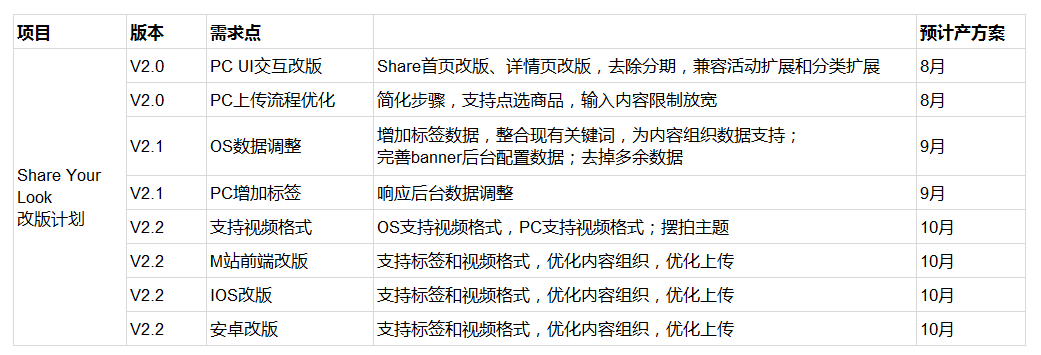 项目 版本 需求点 预计产方案
V2.0 PC UI交互改版 Share首页改版、详情页改版，去除分期，兼容活动扩展和分类扩展 8月
V2.0 PC上传流程优化 简化步骤，支持点选商品，输入内容限制放宽 8月
V2.1 OS数据调整 增加标签数据，整合现有关键词，为内容组织数据支持；
完善banner后台配置数据；去掉多余数据 9月
Share Your
Look
改版计划
V2.1 PC增加标签 响应后台数据调整 9月
V2.2 支持视频格式 OS支持视频格式，PC支持视频格式；摆拍主题 10月
V2.2 M站前端改版 支持标签和视频格式，优化内容组织，优化上传 10月
V2.2 IOS改版 支持标签和视频格式，优化内容组织，优化上传 10月
V2.2 安卓改版 支持标签和视频格式，优化内容组织，优化上传 10月